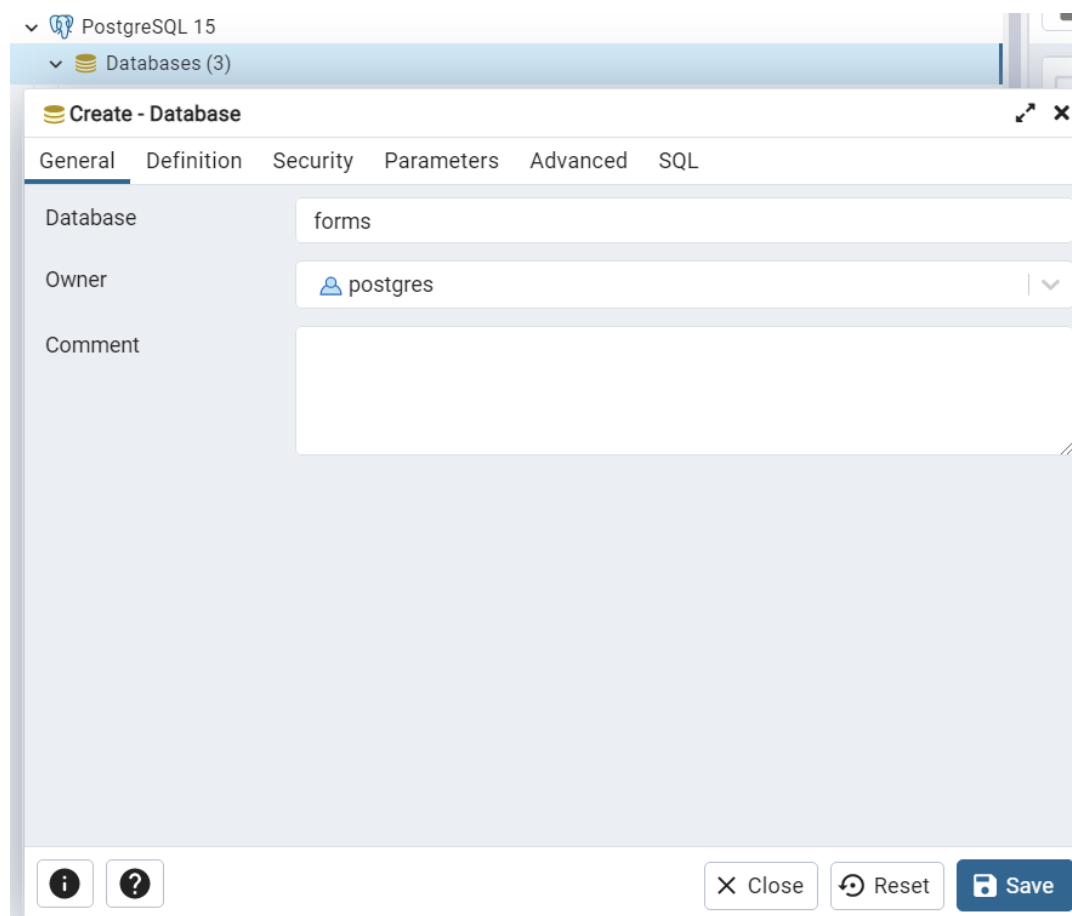 PostgreSQL 15
Databases (3)
Create - Database
General Definition Security Parameters Advanced SQL
Database forms
Owner postgres
Comment
Close Reset Save